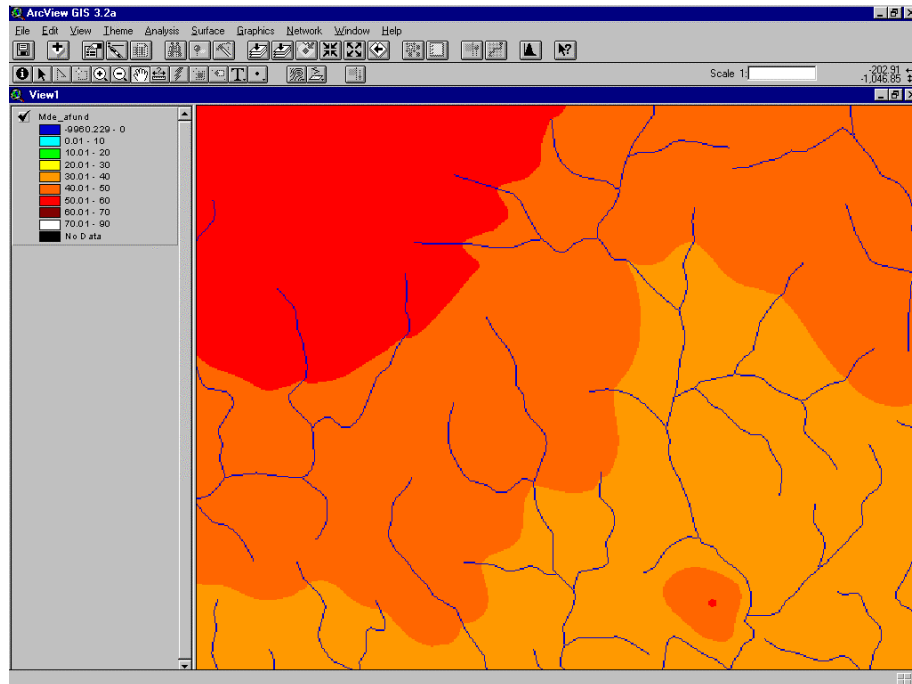 ArcView GIS 3.2a
File Edit View Theme Analysis Surface Graphics Network Window Help
T
Scale 1:
-202.91
-1,046.85
View1
Mde_afund
-9960.229 - 0
0.01 - 10
10.01 - 20
20.01 - 30
30.01 - 40
40.01 - 50
50.01 - 60
60.01 - 70
70.01 - 90
No Data